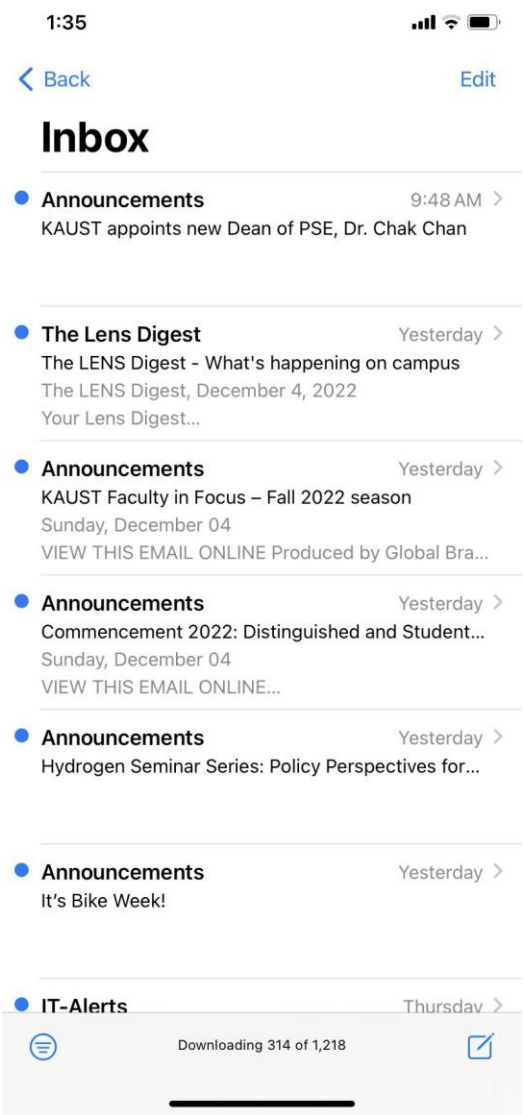 1:35
Back
Edit
Inbox
Announcements 9:48 AM
KAUST appoints new Dean of PSE, Dr. Chak Chan
The Lens Digest Yesterday
The LENS Digest - What's happening on campus
The LENS Digest, December 4, 2022
Your Lens Digest...
Announcements Yesterday
KAUST Faculty in Focus – Fall 2022 season
Sunday, December 04
VIEW THIS EMAIL ONLINE Produced by Global Bra...
Announcements Yesterday
Commencement 2022: Distinguished and Student...
Sunday, December 04
VIEW THIS EMAIL ONLINE...
Announcements Yesterday
Hydrogen Seminar Series: Policy Perspectives for...
Announcements Yesterday
It's Bike Week!
IT-Alerts Thursday
Downloading 314 of 1,218